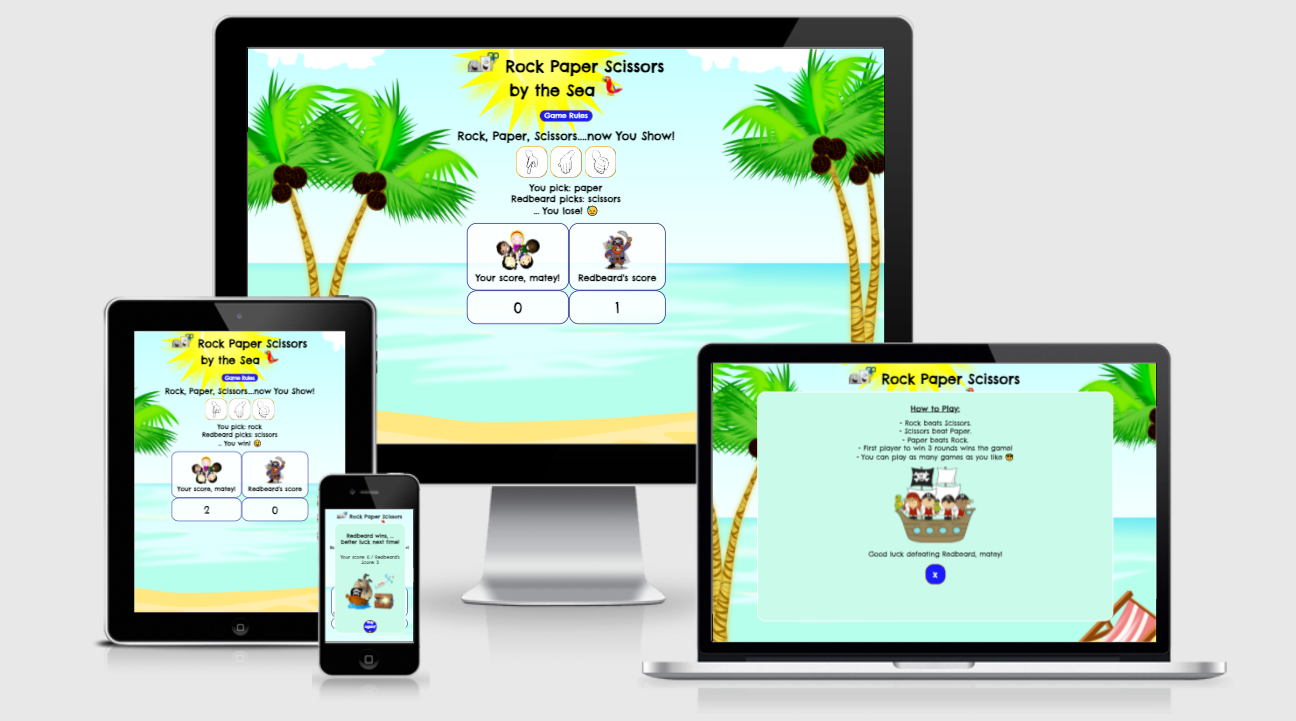 Rock Paper Scissors
by the Sea
Game Rules
Rock, Paper, Scissors....now You Show!
You pick: paper
Redbeard picks: scissors
... You lose!
Your score, matey!
Redbeard's score
0
1
Rock Paper Scissors
by the Sea
Game Rules
Rock, Paper, Scissors....now You Show!
You pick: rock
Redbeard picks: scissors
... You win!
Your score, matey!
Redbeard's score
2
0
Rock Paper Scissors
Redbeard wins, ...
better luck next time!
Your score 0 / Redbeard's
Score 3
Rock Paper Scissors
How to Play:
- Rock beats Scissors.
- Scissors beat Paper.
- Paper beats Rock.
- First player to win 3 rounds wins the game!
- You can play as many games as you like
Good luck defeating Redbeard, matey!
x